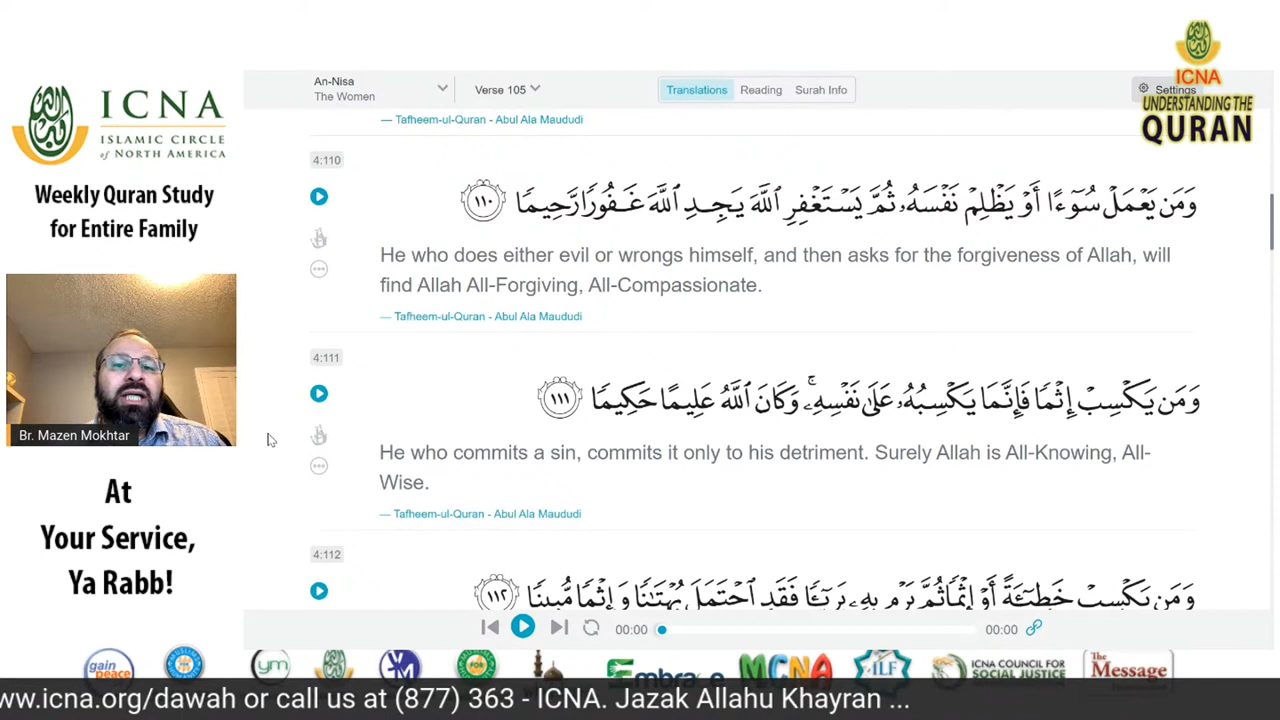 ICNA
ISLAMIC CIRCLE
of NORTH AMERICA
Weekly Quran Study
for Entire Family
Br. Mazen Mokhtar
At
Your Service,
Ya Rabb!
An-Nisa
The Women
Verse 105
Translations
Reading
Surah Info
Settings
ICNA
UNDERSTANDING THE
QURAN
— Tafheem-ul-Quran - Abul Ala Maududi
4:110
وَمَن يَعْمَلْ سُوٓءًا أَوْ يَظْلِمْ نَفْسَهُۥ ثُمَّ يَسْتَغْفِرِ ٱللَّهَ يَجِدِ ٱللَّهَ غَفُورًا رَّحِيمًا ١١٠
He who does either evil or wrongs himself, and then asks for the forgiveness of Allah, will
find Allah All-Forgiving, All-Compassionate.
— Tafheem-ul-Quran - Abul Ala Maududi
4:111
وَمَن يَكْسِبْ إِثْمًا فَإِنَّمَا يَكْسِبُهُۥ عَلَىٰ نَفْسِهِۦ ۚ وَكَانَ ٱللَّهُ عَلِيمًا حَكِيمًا ١١١
He who commits a sin, commits it only to his detriment. Surely Allah is All-Knowing, All-
Wise.
— Tafheem-ul-Quran - Abul Ala Maududi
4:112
وَمَن يَكْسِبْ خَطِيٓـَٔةً أَوْ إِثْمًا ثُمَّ يَرْمِ بِهِۦ بَرِيٓـًٔا فَقَدِ ٱحْتَمَلَ بُهْتَـٰنًا وَإِثْمًا مُّبِينًا ١١٢
00:00
00:00
gain
peace
ym
FOR
Embrace
MCNA
ILF
ICNA COUNCIL FOR
SOCIAL JUSTICE
The
Message
ww.icna.org/dawah or call us at (877) 363 - ICNA. Jazak Allahu Khayran ...